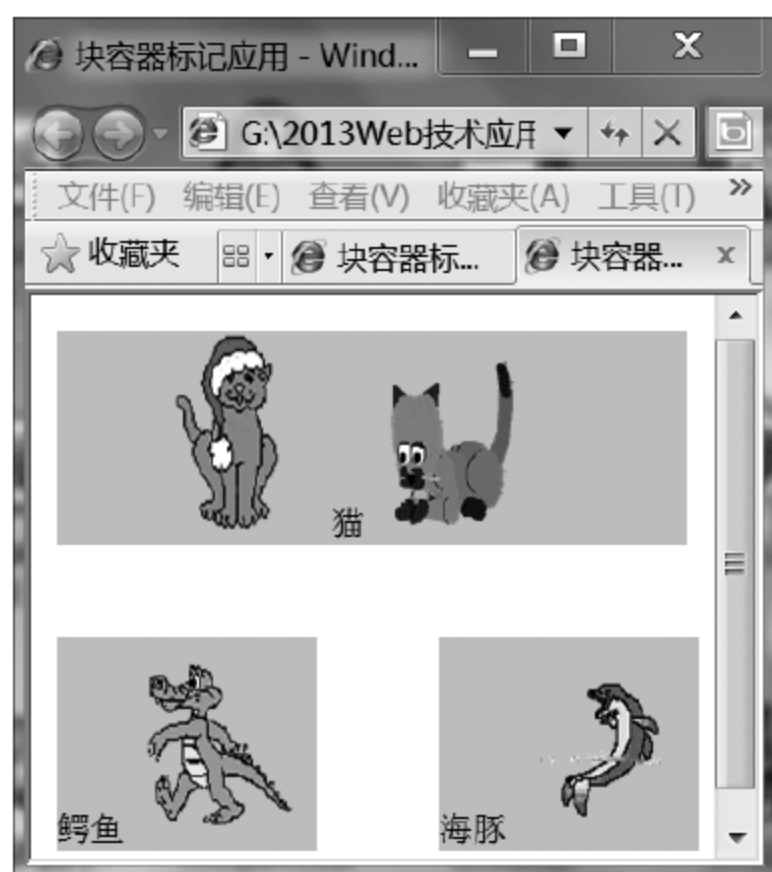 块容器标记应用 - Wind...
G:\2013Web技术应用
文件(F) 编辑(E) 查看(V) 收藏夹(A) 工具(T) »
收藏夹 块容器标... 块容器... x
猫
鳄鱼 海豚